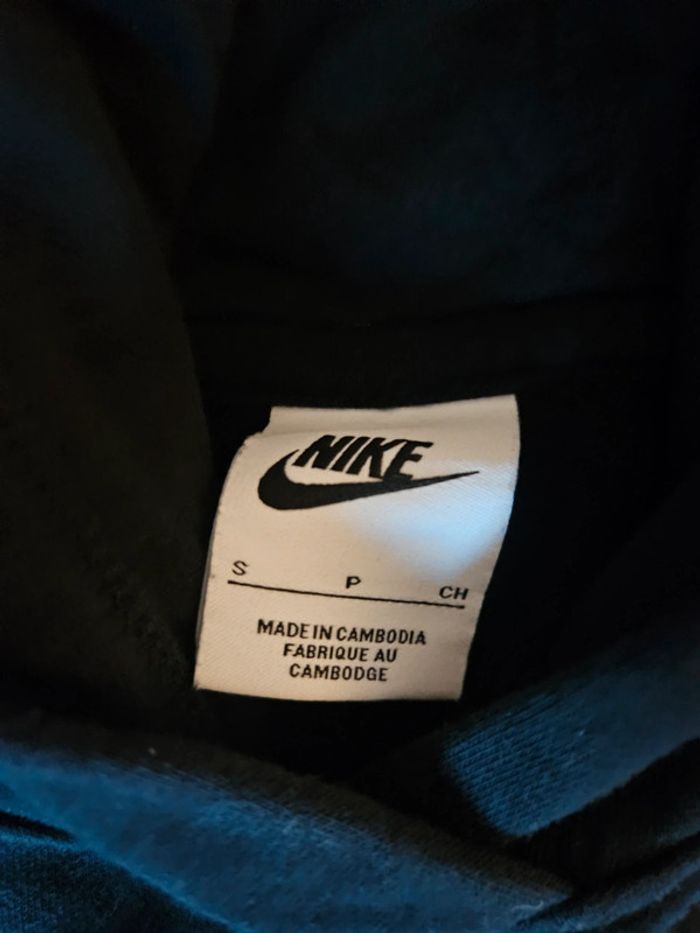 NIKE
S P CH
MADE IN CAMBODIA
FABRIQUE AU
CAMBODGE